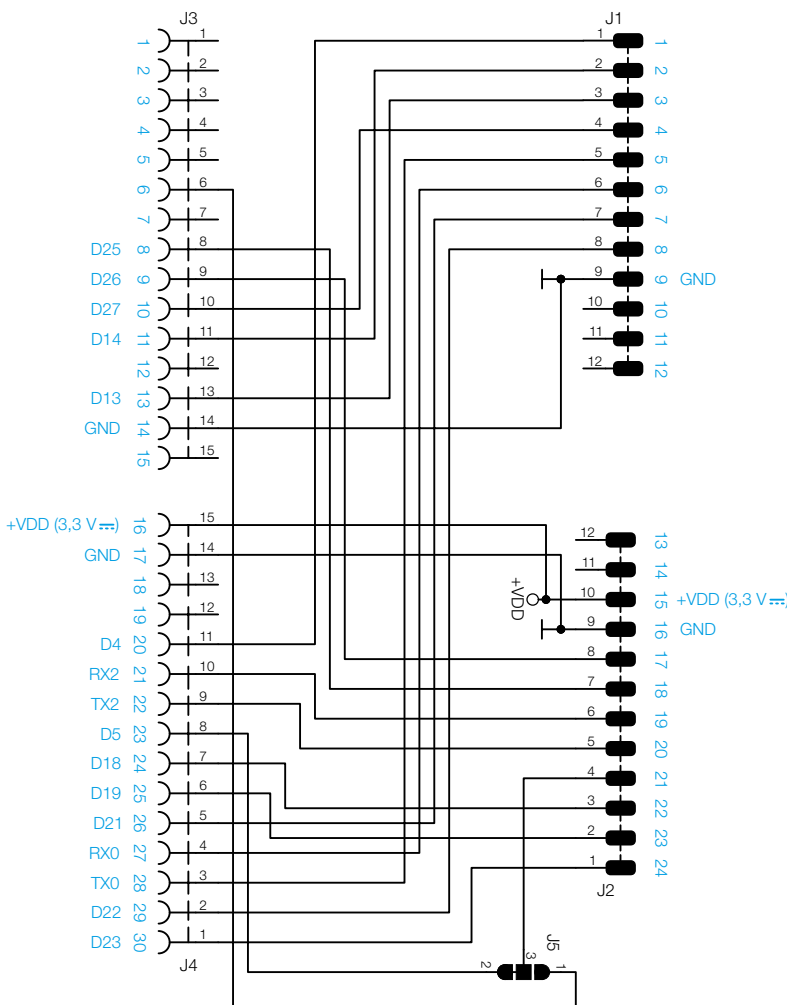 J3 J1
1 1 1 1
2 2 2 2
3 3 3 3
4 4 4 4
5 5 5 5
6 6 6 6
7 7 7 7
D25 8 8 8 8
D26 9 9 9 9 GND
D27 10 10 10 10
D14 11 11 11 11
12 12 12 12
D13 13 13
GND 14 14
15 15
+VDD (3,3 V⎓) 16 15 12 13
GND 17 14 11 14
18 13 +VDD 10 15 +VDD (3,3 V⎓)
19 12 9 16 GND
D4 20 11 8 17
RX2 21 10 7 18
TX2 22 9 6 19
D5 23 8 5 20
D18 24 7 4 21
D19 25 6 3 22
D21 26 5 2 23
RX0 27 4 1 24
TX0 28 3 J2
D22 29 2
D23 30 1 J5
J4 2 3 1